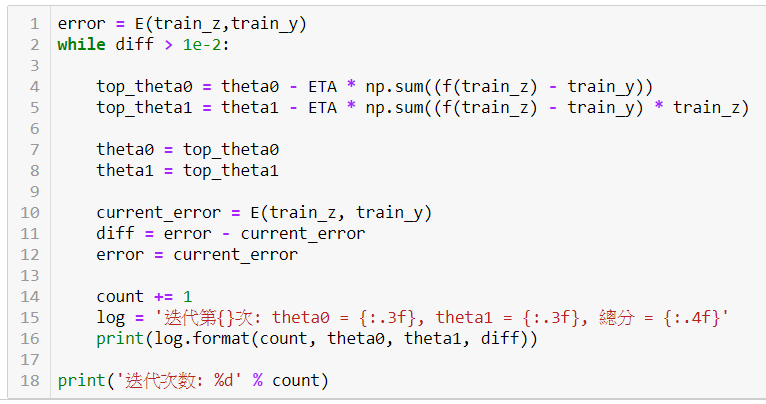 1 error = E(train_z,train_y)
2 while diff > 1e-2:
3
4     top_theta0 = theta0 - ETA * np.sum((f(train_z) - train_y))
5     top_theta1 = theta1 - ETA * np.sum((f(train_z) - train_y) * train_z)
6
7     theta0 = top_theta0
8     theta1 = top_theta1
9
10     current_error = E(train_z, train_y)
11     diff = error - current_error
12     error = current_error
13
14     count += 1
15     log = '迭代第{}次: theta0 = {:.3f}, theta1 = {:.3f}, 總分 = {:.4f}'
16     print(log.format(count, theta0, theta1, diff))
17
18 print('迭代次数: %d' % count)